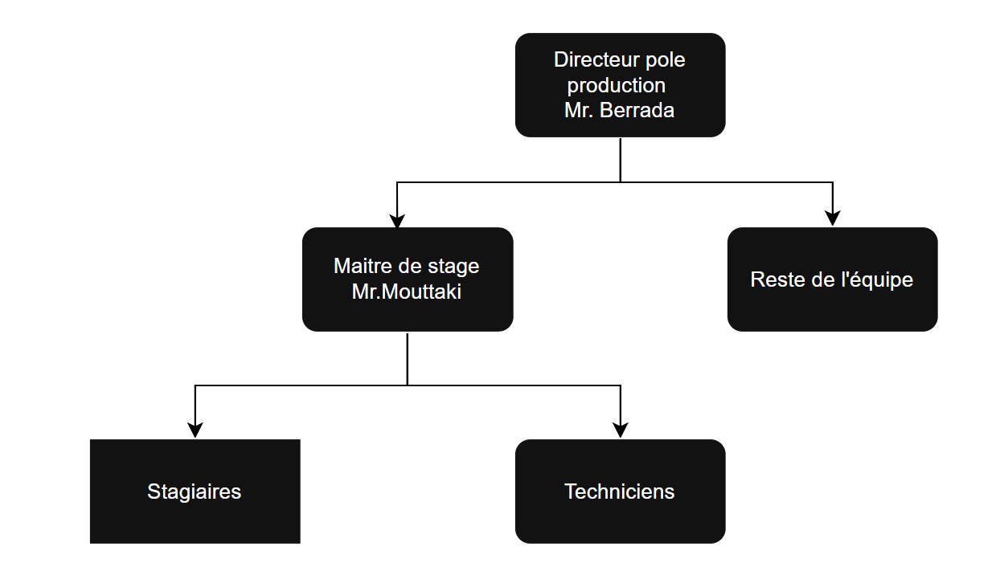 Directeur pole
production
Mr. Berrada
Maitre de stage
Mr.Mouttaki
Reste de l'équipe
Stagiaires
Techniciens